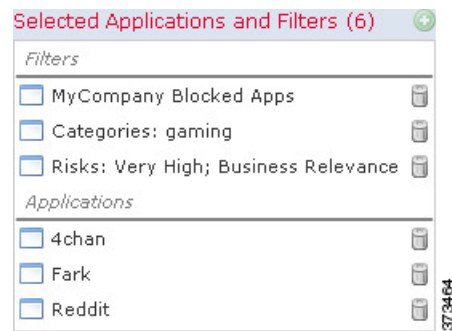 Selected Applications and Filters (6)
Filters
MyCompany Blocked Apps
Categories: gaming
Risks: Very High; Business Relevance
Applications
4chan
Fark
Reddit
373464